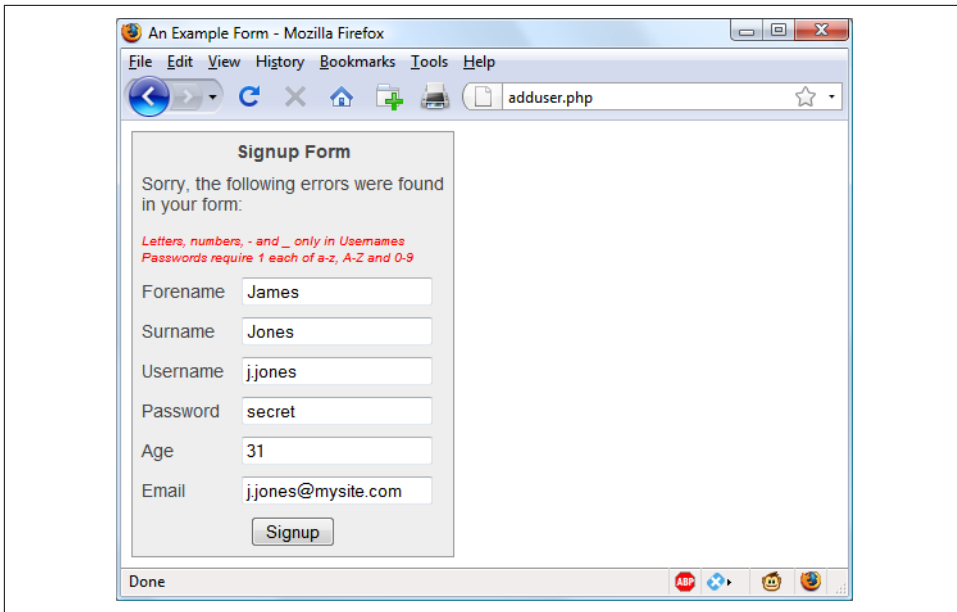 An Example Form - Mozilla Firefox
File Edit View History Bookmarks Tools Help
adduser.php
Signup Form
Sorry, the following errors were found
in your form:
Letters, numbers, - and _ only in Usernames
Passwords require 1 each of a-z, A-Z and 0-9
Forename James
Surname Jones
Username j.jones
Password secret
Age 31
Email j.jones@mysite.com
Signup
Done ABP